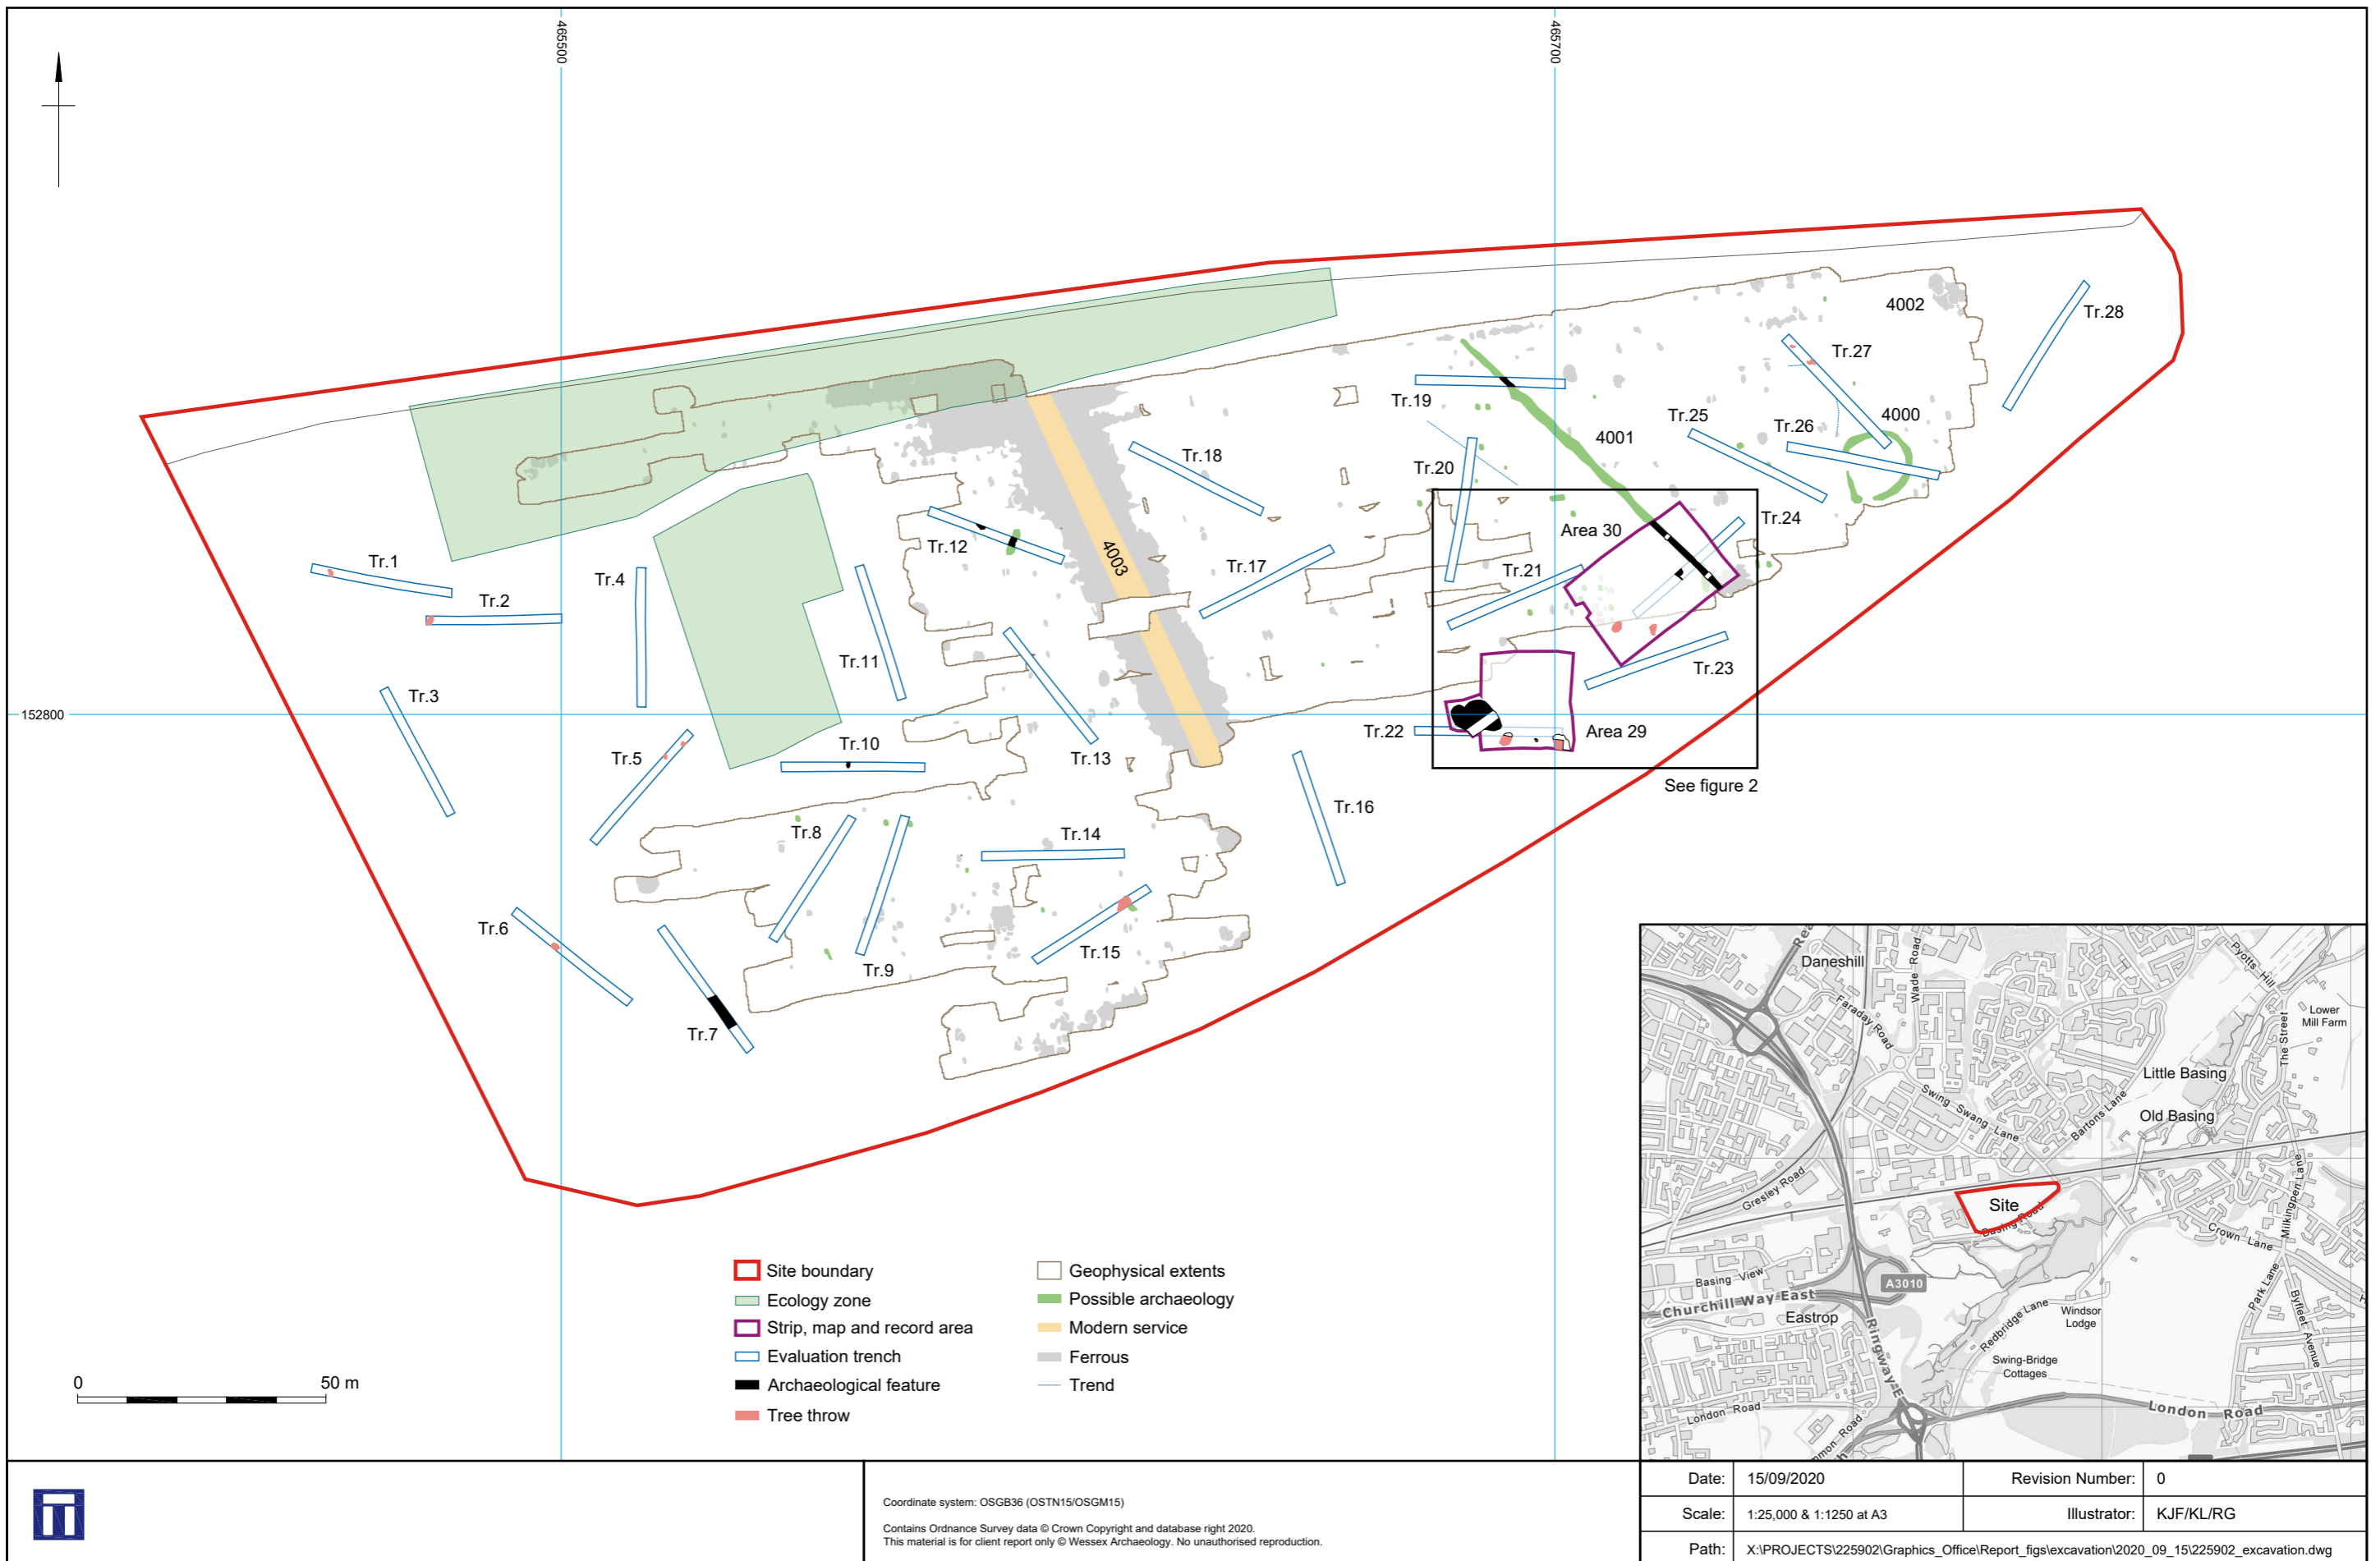 465500
465700
152800
Tr.1
Tr.2
Tr.3
Tr.4
Tr.5
Tr.6
Tr.7
Tr.8
Tr.9
Tr.10
Tr.11
Tr.12
Tr.13
Tr.14
Tr.15
Tr.16
Tr.17
Tr.18
Tr.19
Tr.20
Tr.21
Tr.22
Tr.23
Tr.24
Tr.25
Tr.26
Tr.27
Tr.28
4000
4001
4002
4003
Area 30
Area 29
See figure 2
0
50 m
Site boundary
Ecology zone
Strip, map and record area
Evaluation trench
Archaeological feature
Tree throw
Geophysical extents
Possible archaeology
Modern service
Ferrous
Trend
Daneshill
Wade Road
Faraday Road
Pyotts Hill
Lower
Mill Farm
The Street
Little Basing
Swing Swang Lane
Bartons Lane
Old Basing
Gresley Road
Site
Basing Road
Milkingpen Lane
Crown Lane
Basing View
A3010
Churchill Way East
Eastrop
Ringway E
Redbridge Lane
Windsor
Lodge
Park Lane
Byfleet Avenue
Swing-Bridge
Cottages
London Road
London Road
Coordinate system: OSGB36 (OSTN15/OSGM15)
Contains Ordnance Survey data © Crown Copyright and database right 2020.
This material is for client report only © Wessex Archaeology. No unauthorised reproduction.
Date: 15/09/2020 Revision Number: 0
Scale: 1:25,000 & 1:1250 at A3 Illustrator: KJF/KL/RG
Path: X:\PROJECTS\225902\Graphics_Office\Report_figs\excavation\2020_09_15\225902_excavation.dwg